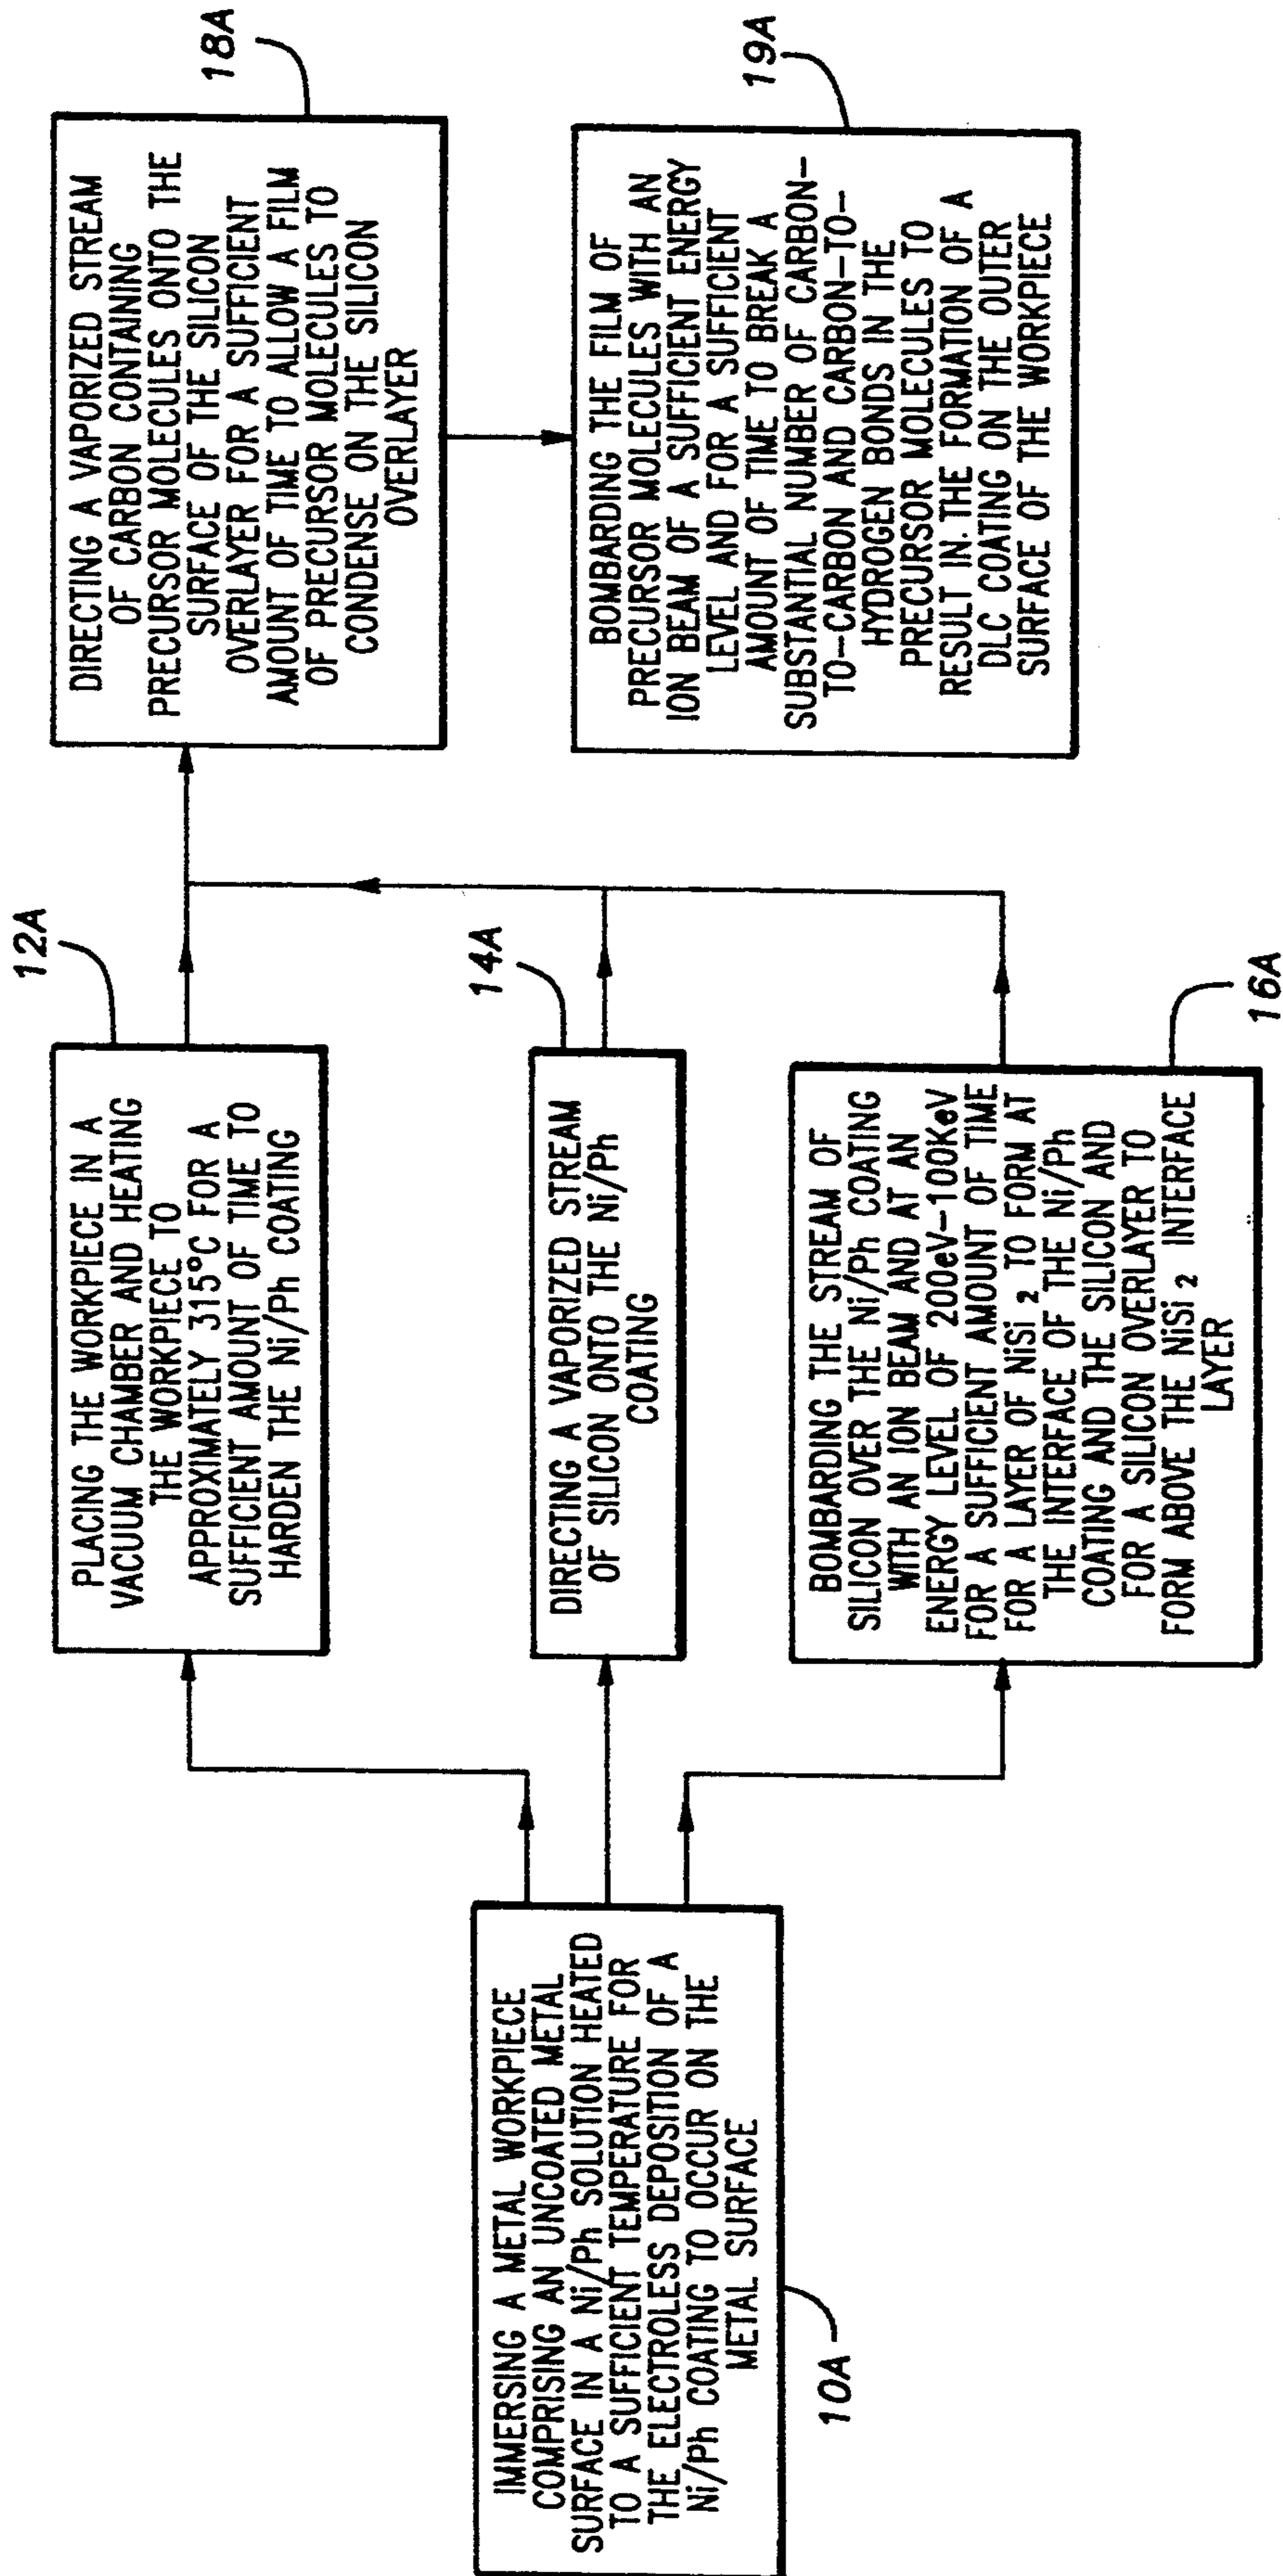 IMMERSING A METAL WORKPIECE
COMPRISING AN UNCOATED METAL
SURFACE IN A Ni/Ph SOLUTION HEATED
TO A SUFFICIENT TEMPERATURE FOR
THE ELECTROLESS DEPOSITION OF A
Ni/Ph COATING TO OCCUR ON THE
METAL SURFACE
10A
PLACING THE WORKPIECE IN A
VACUUM CHAMBER AND HEATING
THE WORKPIECE TO
APPROXIMATELY 315°C FOR A
SUFFICIENT AMOUNT OF TIME TO
HARDEN THE Ni/Ph COATING
12A
DIRECTING A VAPORIZED STREAM
OF SILICON ONTO THE Ni/Ph
COATING
14A
BOMBARDING THE STREAM OF
SILICON OVER THE Ni/Ph COATING
WITH AN ION BEAM AND AT AN
ENERGY LEVEL OF 200eV-100KeV
FOR A SUFFICIENT AMOUNT OF TIME
FOR A LAYER OF NiSi 2 TO FORM AT
THE INTERFACE OF THE Ni/Ph
COATING AND THE SILICON AND
FOR A SILICON OVERLAYER TO
FORM ABOVE THE NiSi 2 INTERFACE
LAYER
16A
DIRECTING A VAPORIZED STREAM
OF CARBON CONTAINING
PRECURSOR MOLECULES ONTO THE
SURFACE OF THE SILICON
OVERLAYER FOR A SUFFICIENT
AMOUNT OF TIME TO ALLOW A FILM
OF PRECURSOR MOLECULES TO
CONDENSE ON THE SILICON
OVERLAYER
18A
BOMBARDING THE FILM OF
PRECURSOR MOLECULES WITH AN
ION BEAM OF A SUFFICIENT ENERGY
LEVEL AND FOR A SUFFICIENT
AMOUNT OF TIME TO BREAK A
SUBSTANTIAL NUMBER OF CARBON-
TO-CARBON AND CARBON-TO-
HYDROGEN BONDS IN THE
PRECURSOR MOLECULES TO
RESULT IN. THE FORMATION OF A
DLC COATING ON THE OUTER
SURFACE OF THE WORKPIECE
19A